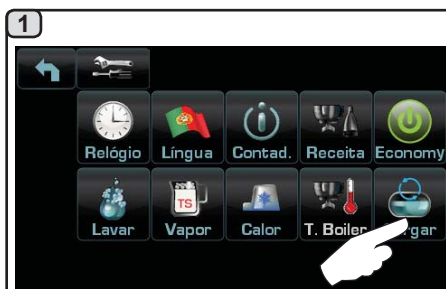 1
Relógio Língua Contad. Receita Economy
TS
Lavar Vapor Calor T. Boiler